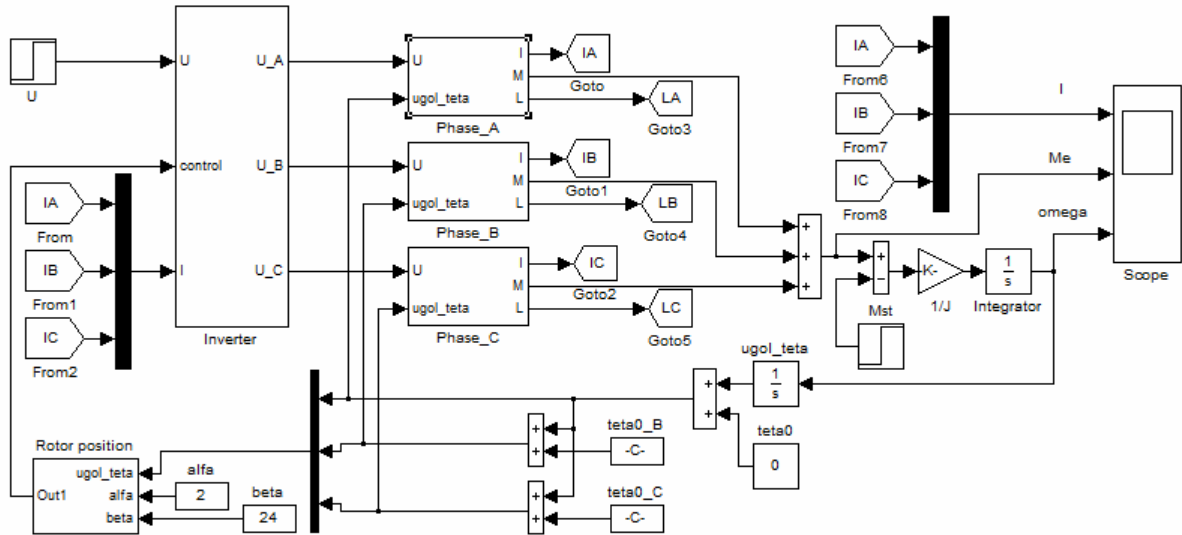 U
U
control
I
U_A
U_B
U_C
Inverter
IA
From
IB
From1
IC
From2
U
ugol_teta
I
M
L
Phase_A
IA
Goto
LA
Goto3
U
ugol_teta
I
M
L
Phase_B
IB
Goto1
LB
Goto4
U
ugol_teta
I
M
L
Phase_C
IC
Goto2
LC
Goto5
+
+
+
+
−
Mst
K-
1/J
1
s
Integrator
IA
From6
IB
From7
IC
From8
I
Me
omega
Scope
ugol_teta
1
s
+
+
teta0
0
teta0_B
-C-
+
+
teta0_C
-C-
+
+
Rotor position
ugol_teta
Out1
alfa
beta
alfa
2
beta
24